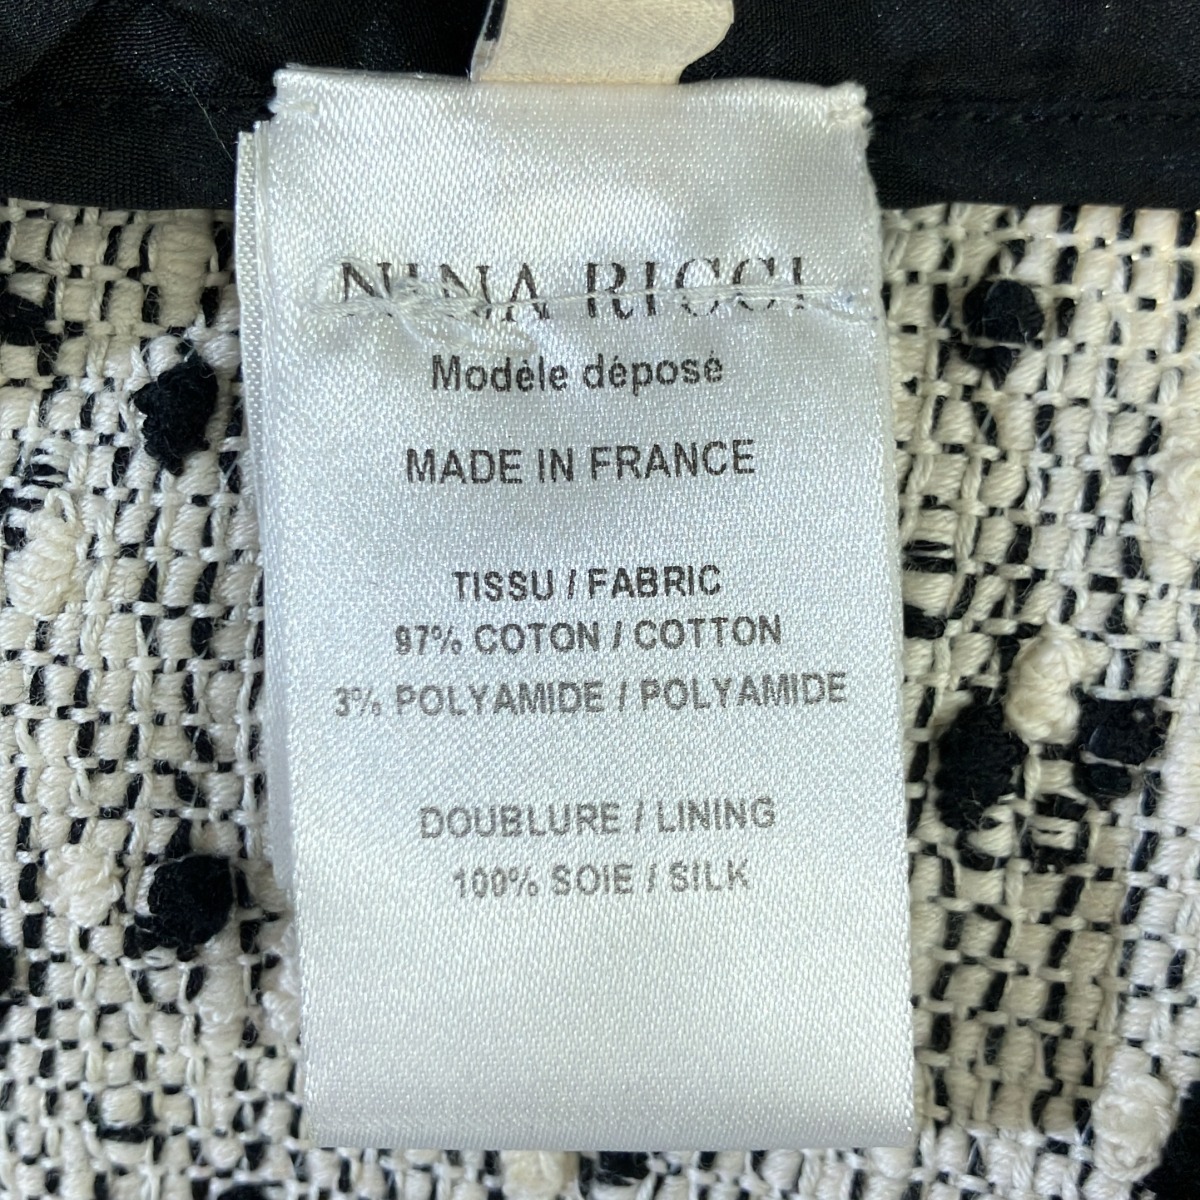 NINA RICCI
Modèle déposé
MADE IN FRANCE
TISSU / FABRIC
97% COTON / COTTON
3% POLYAMIDE / POLYAMIDE
DOUBLURE / LINING
100% SOIE / SILK